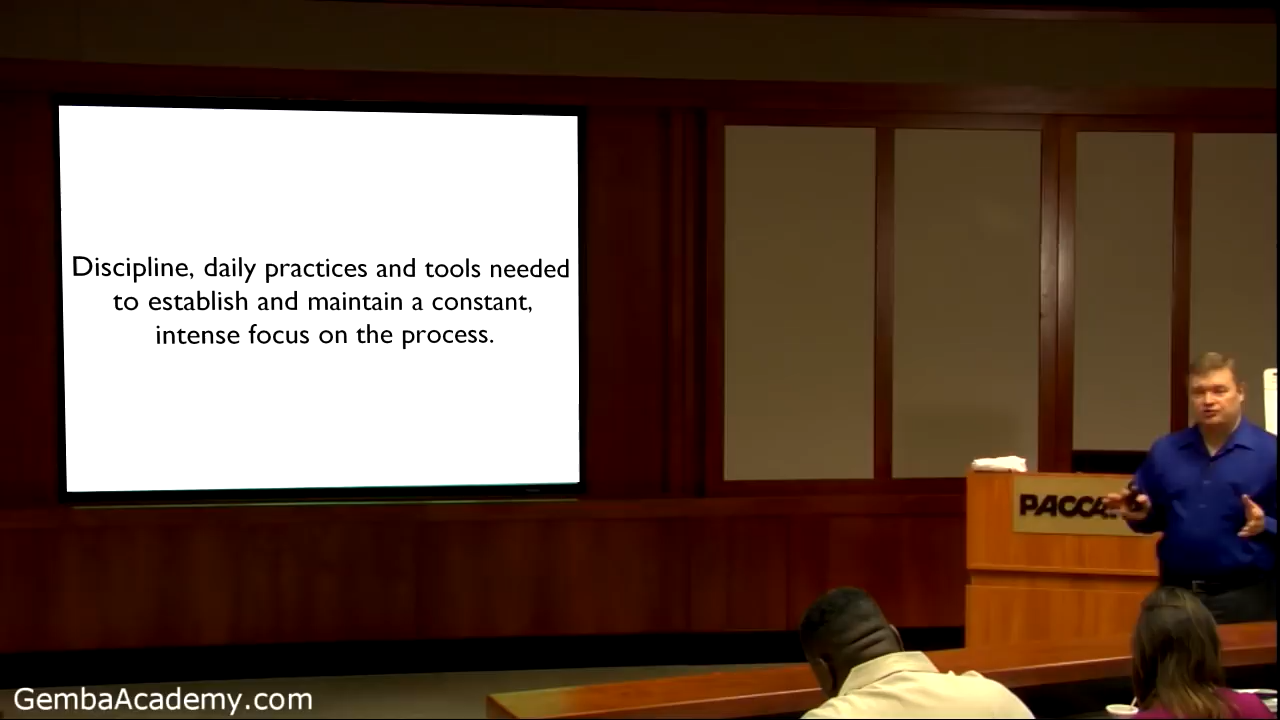 Discipline, daily practices and tools needed
to establish and maintain a constant,
intense focus on the process.
GembaAcademy.com